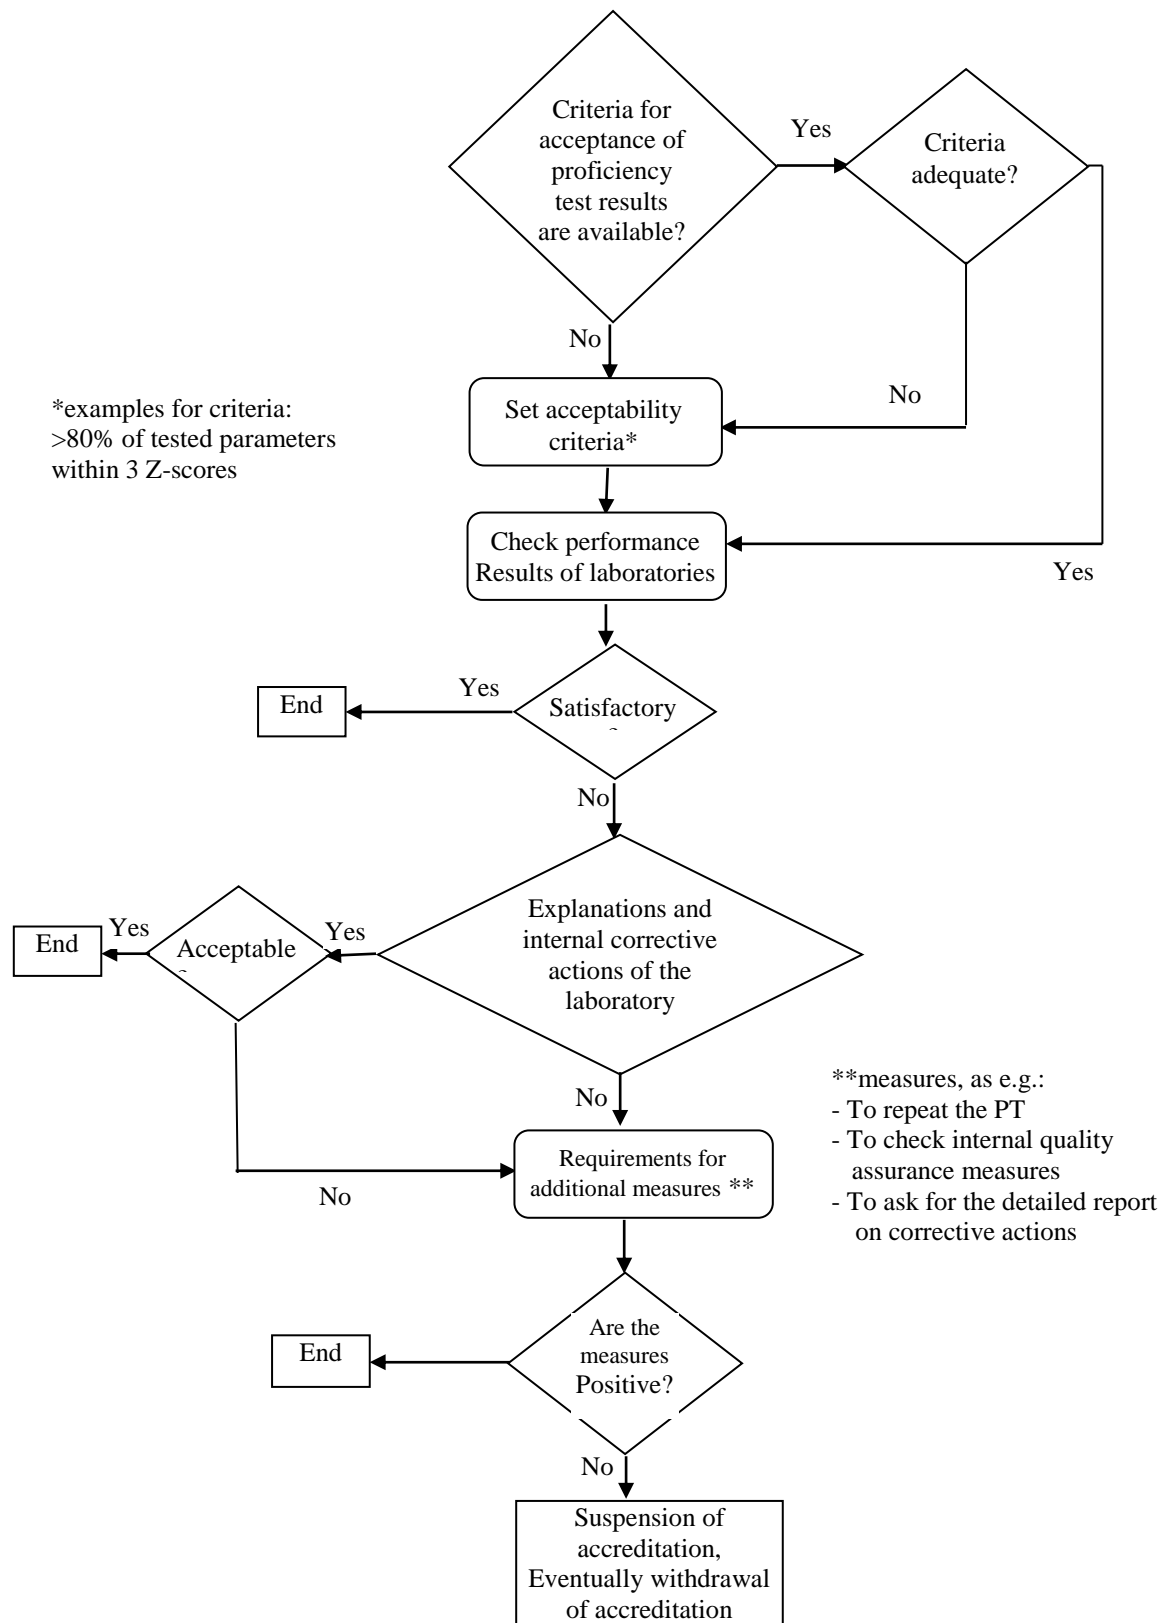 Criteria for
acceptance of
proficiency
test results
are available?
Yes
Criteria
adequate?
No
No
Set acceptability
criteria*
*examples for criteria:
>80% of tested parameters
within 3 Z-scores
Check performance
Results of laboratories
Yes
Satisfactory
Yes
End
No
Explanations and
internal corrective
actions of the
laboratory
Yes
Acceptable
Yes
End
No
No
Requirements for
additional measures **
**measures, as e.g.:
- To repeat the PT
- To check internal quality
assurance measures
- To ask for the detailed report
on corrective actions
Are the
measures
Positive?
End
No
Suspension of
accreditation,
Eventually withdrawal
of accreditation